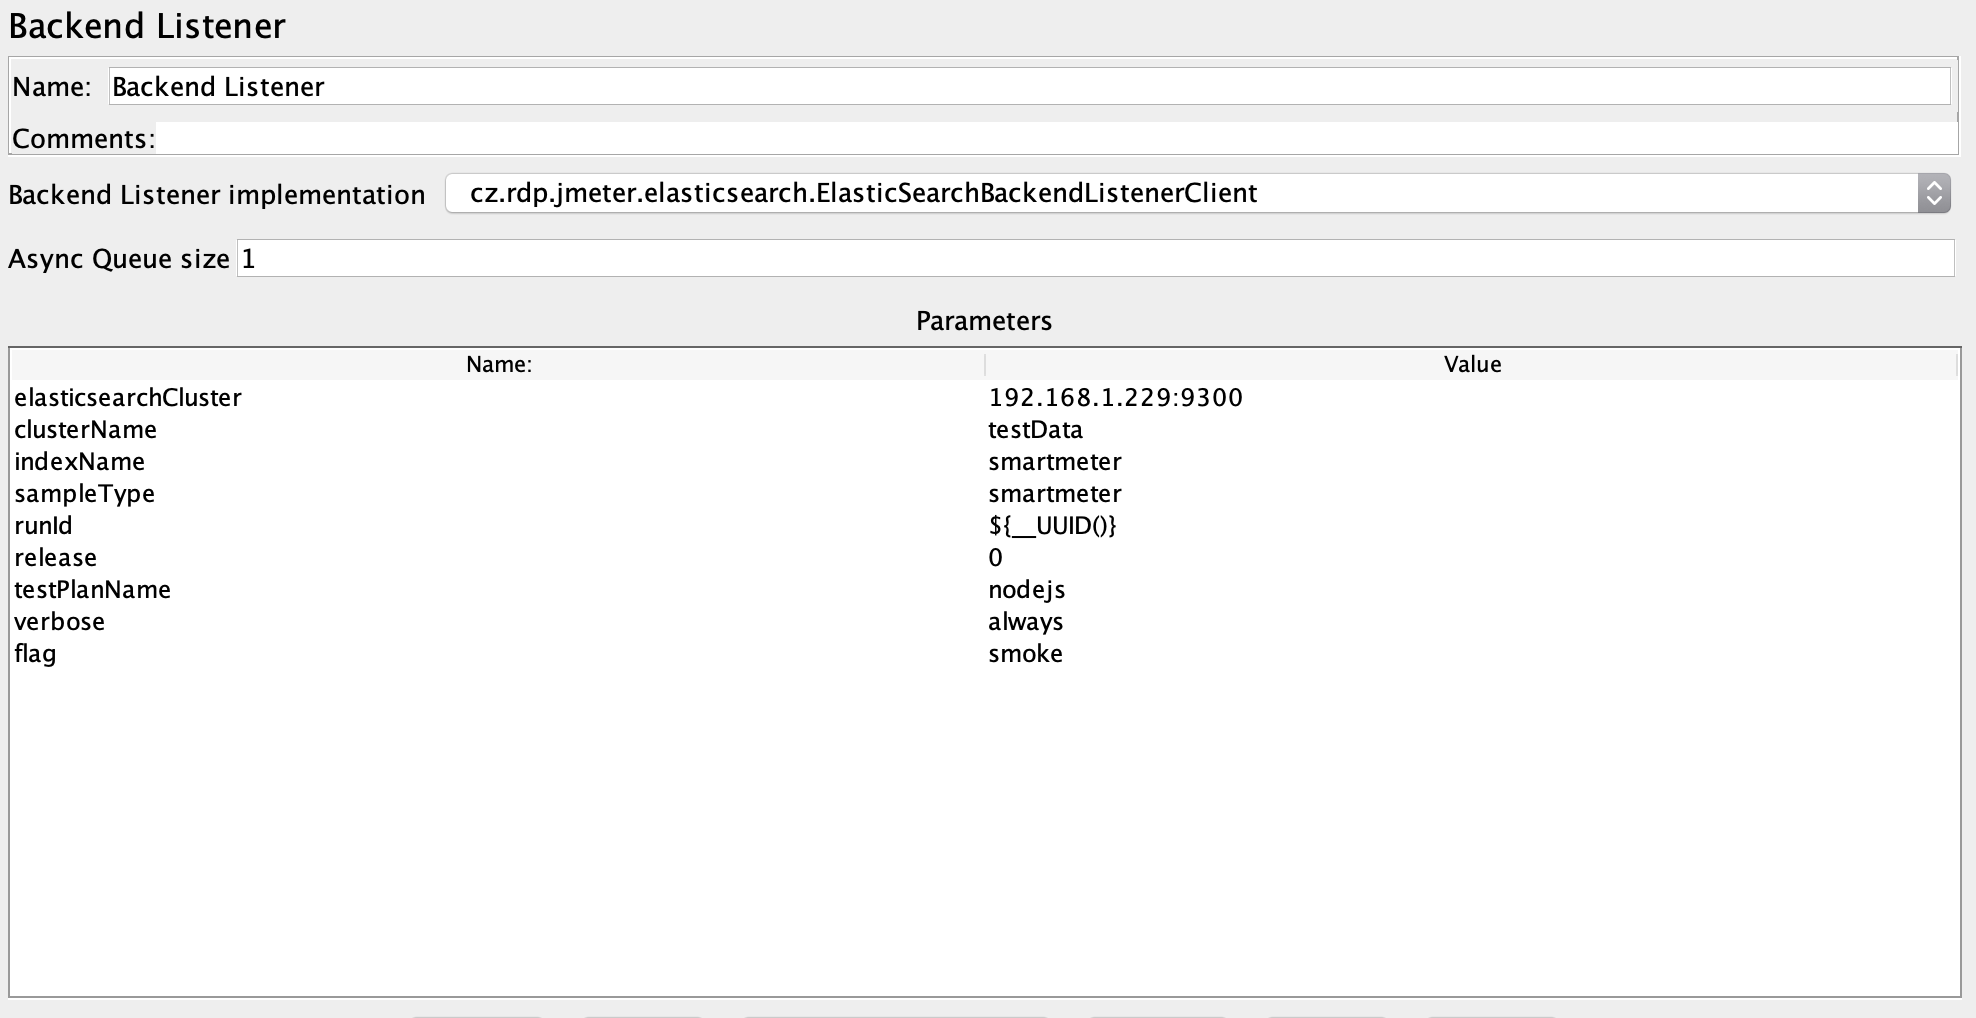 Backend Listener
Name: Backend Listener
Comments:
Backend Listener implementation cz.rdp.jmeter.elasticsearch.ElasticSearchBackendListenerClient
Async Queue size 1
Parameters
Name: Value
elasticsearchCluster 192.168.1.229:9300
clusterName testData
indexName smartmeter
sampleType smartmeter
runId ${__UUID()}
release 0
testPlanName nodejs
verbose always
flag smoke